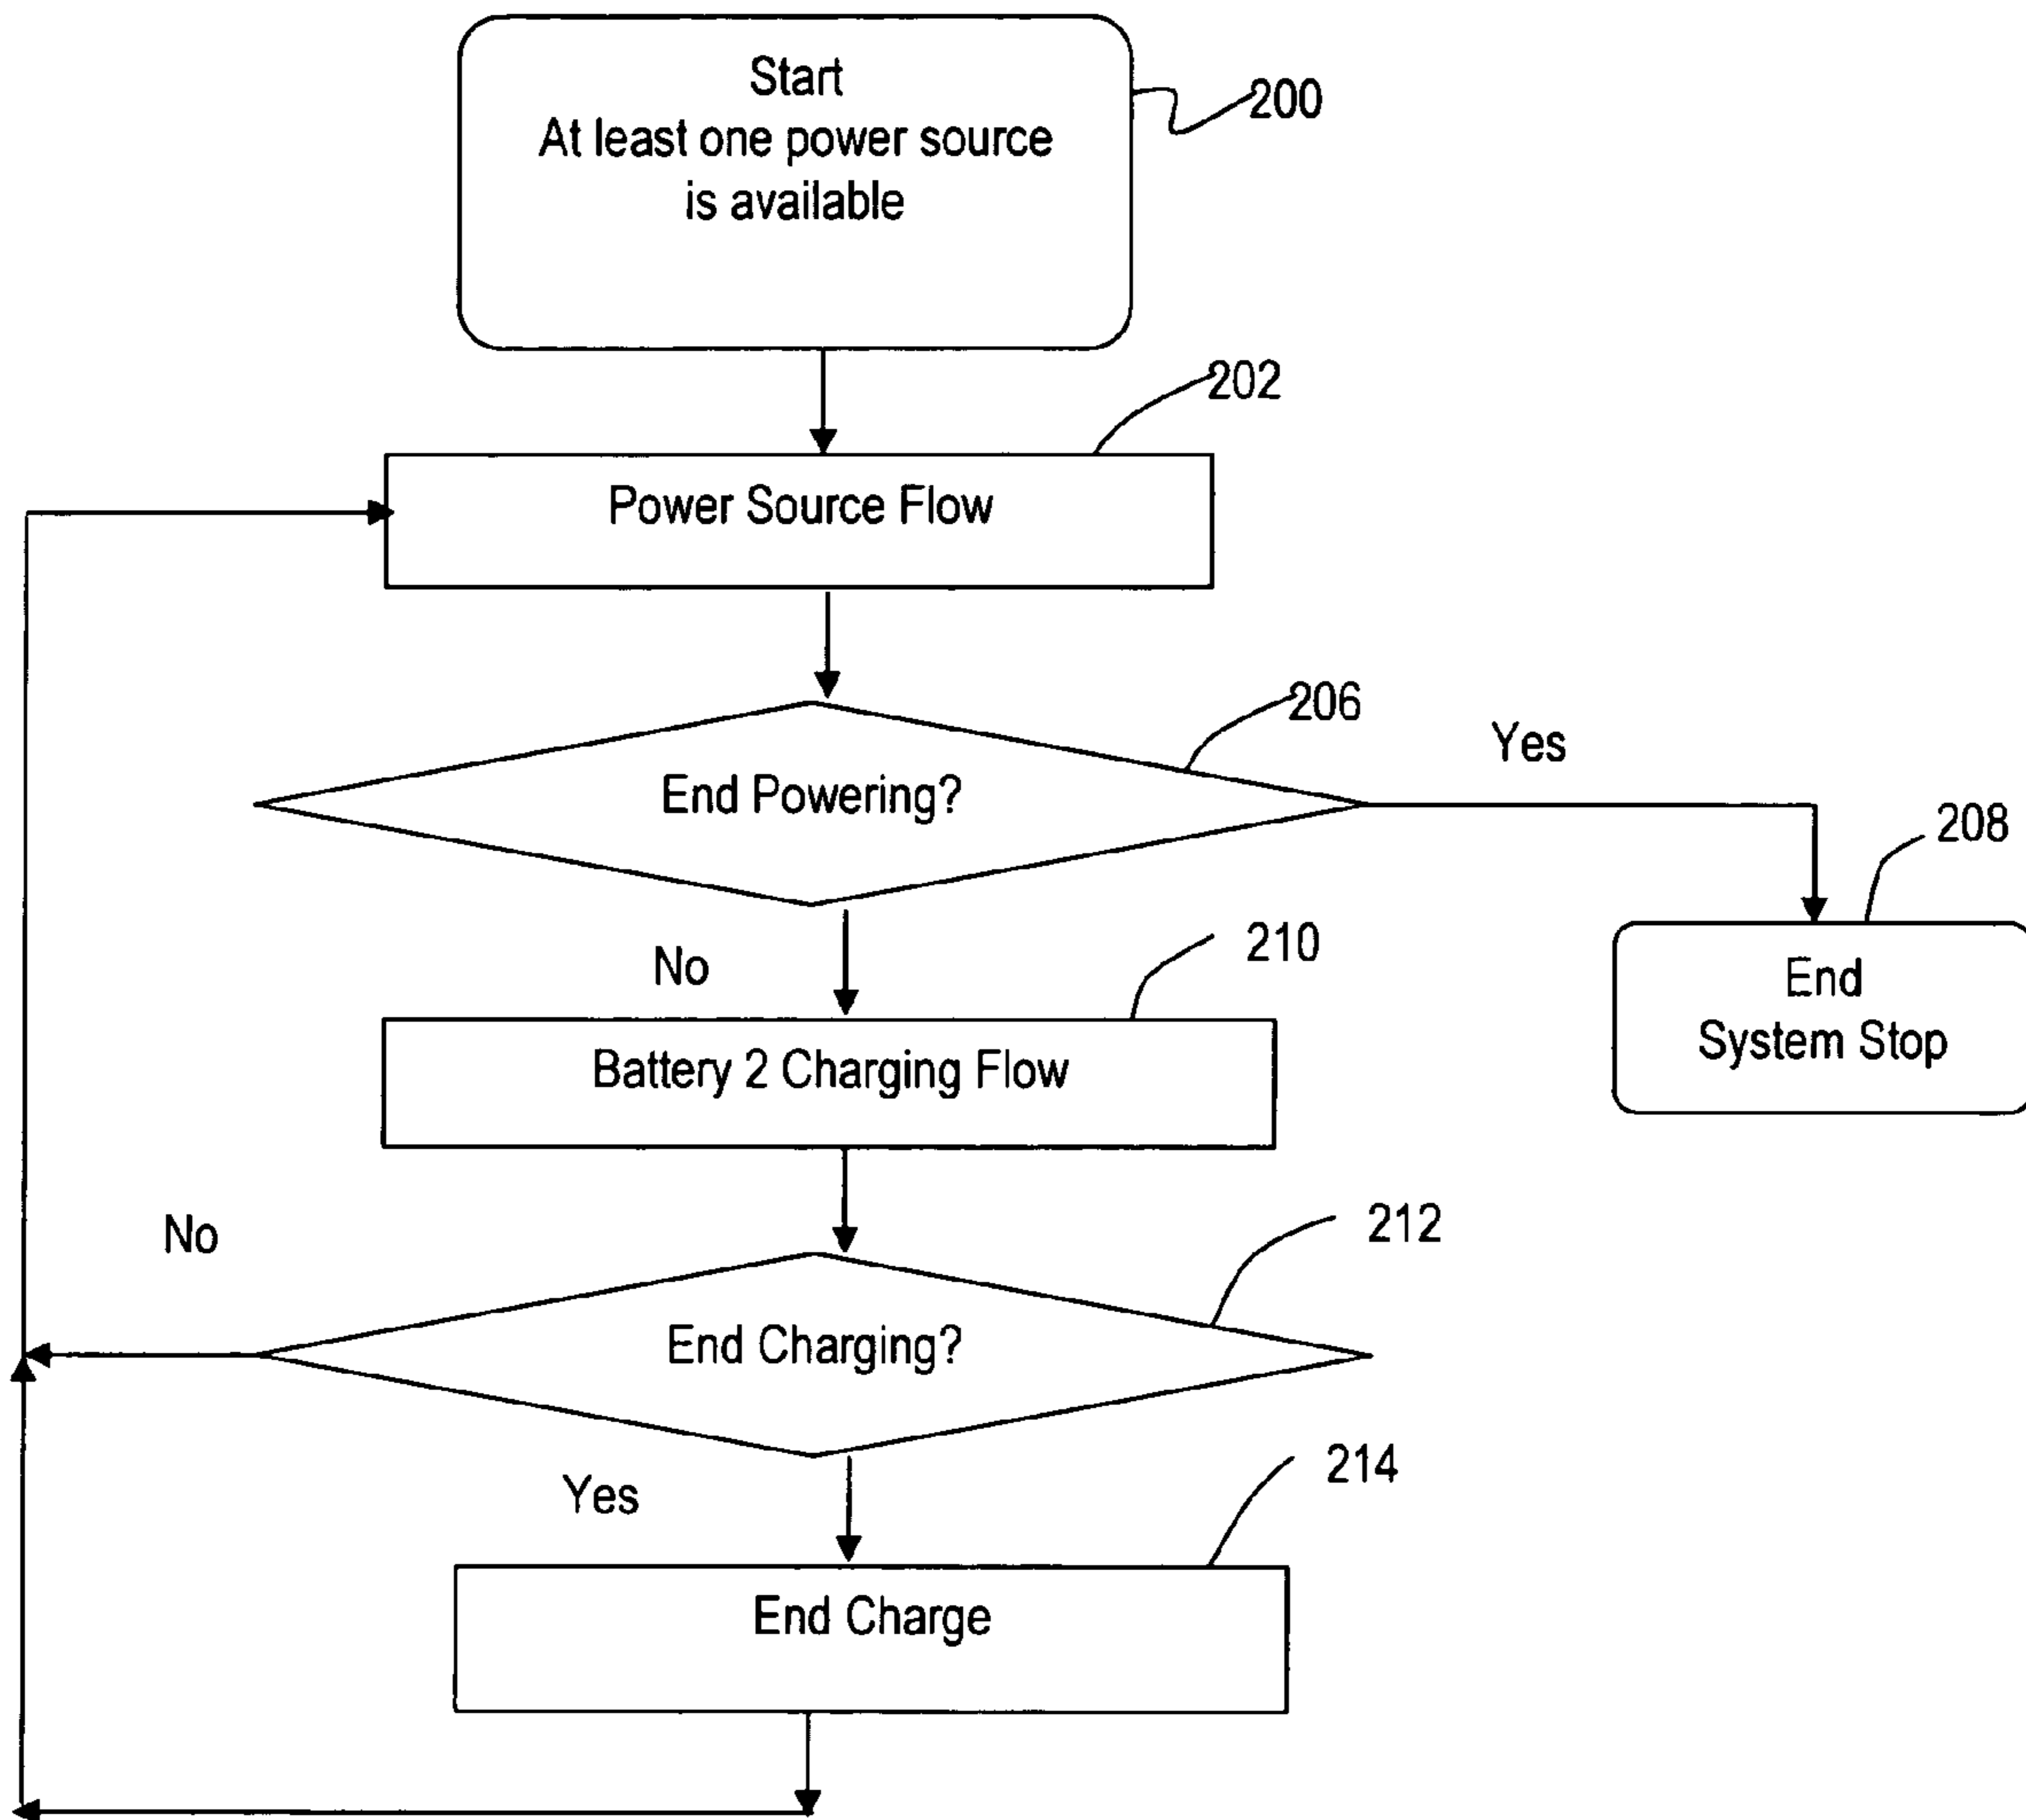 Start
At least one power source
is available
200
202
Power Source Flow
206
Yes
End Powering?
208
No
210
End
System Stop
Battery 2 Charging Flow
No
212
End Charging?
Yes
214
End Charge